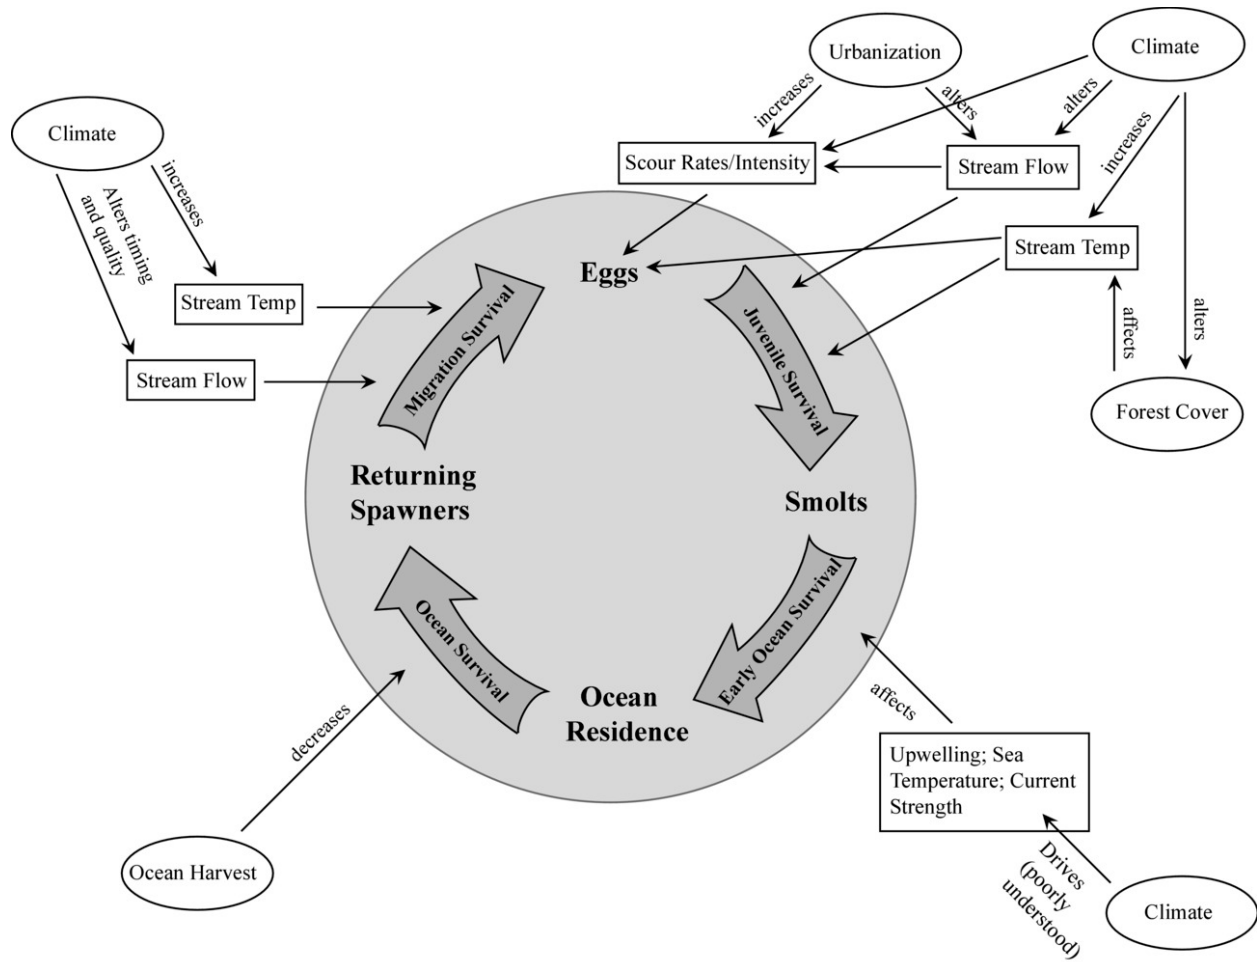 Urbanization
Climate
increases
alters
alters
increases
alters
Scour Rates/Intensity
Stream Flow
Stream Temp
affects
Forest Cover
Climate
increases
Alters timing
and quality
Stream Temp
Stream Flow
Eggs
Juvenile Survival
Smolts
Early Ocean Survival
Ocean
Residence
Ocean Survival
Returning
Spawners
Migration Survival
decreases
Ocean Harvest
affects
Upwelling; Sea
Temperature; Current
Strength
Drives
(poorly
understood)
Climate